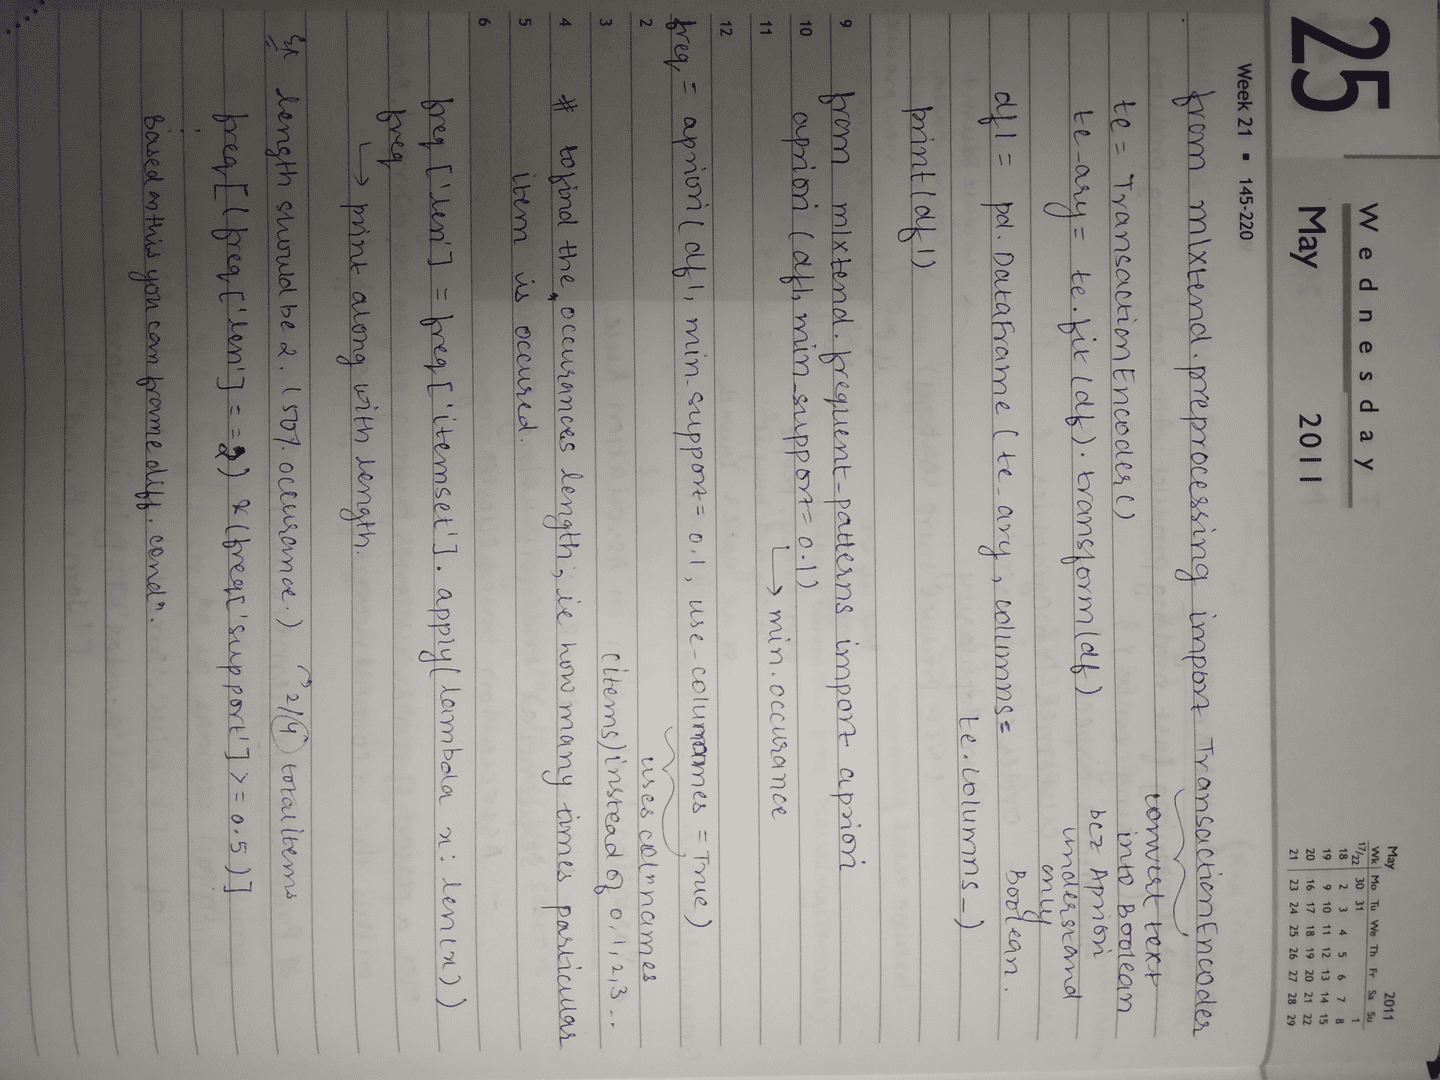 25
Wednesday
May 2011
May 2011
Wk Mo Tu We Th Fr Sa Su
17/22 30 31 1
18 2 3 4 5 6 7 8
19 9 10 11 12 13 14 15
20 16 17 18 19 20 21 22
21 23 24 25 26 27 28 29
Week 21 ▪ 145-220
from mlxtend.preprocessing import TransactionEncoder
convert text
te = TransactionEncoder()
into Boolean
te_ary = te.fit(df).transform(df)
bcz Apriori
understand
only
Boolean.
df1 = pd.DataFrame(te_ary, columns=
te.columns_)
print(df1)
9 from mlxtend.frequent_patterns import apriori
10 apriori(df1, min_support=0.1)
11 ↳ min. occurance
12
freq = apriori(df1, min_support=0.1, use_colunames = True)
2 uses colⁿ names
3 (items) instead of 0,1,2,3..
4 # to find the occurances length, ie how many times particular
5 item is occured.
6
freq['len'] = freq['itemset'].apply(lambda x: len(x))
freq
↳ print along with length.
Ex length should be 2. (50% occurance.) 2/4 total items
freq[(freq['len'] == 2) & (freq['support'] >= 0.5)]
Based on this you can frame diff. condⁿ.